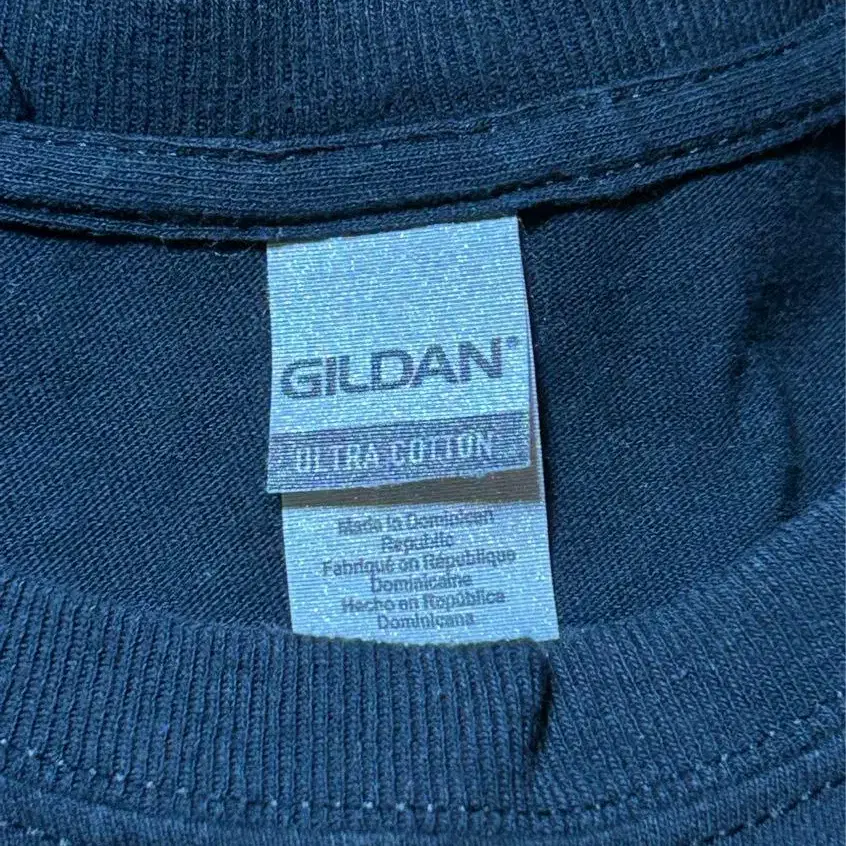 GILDAN
ULTRA COTTON
Made in Dominican
Republic
Fabriqué en République
Dominicaine
Hecho en República
Dominicana